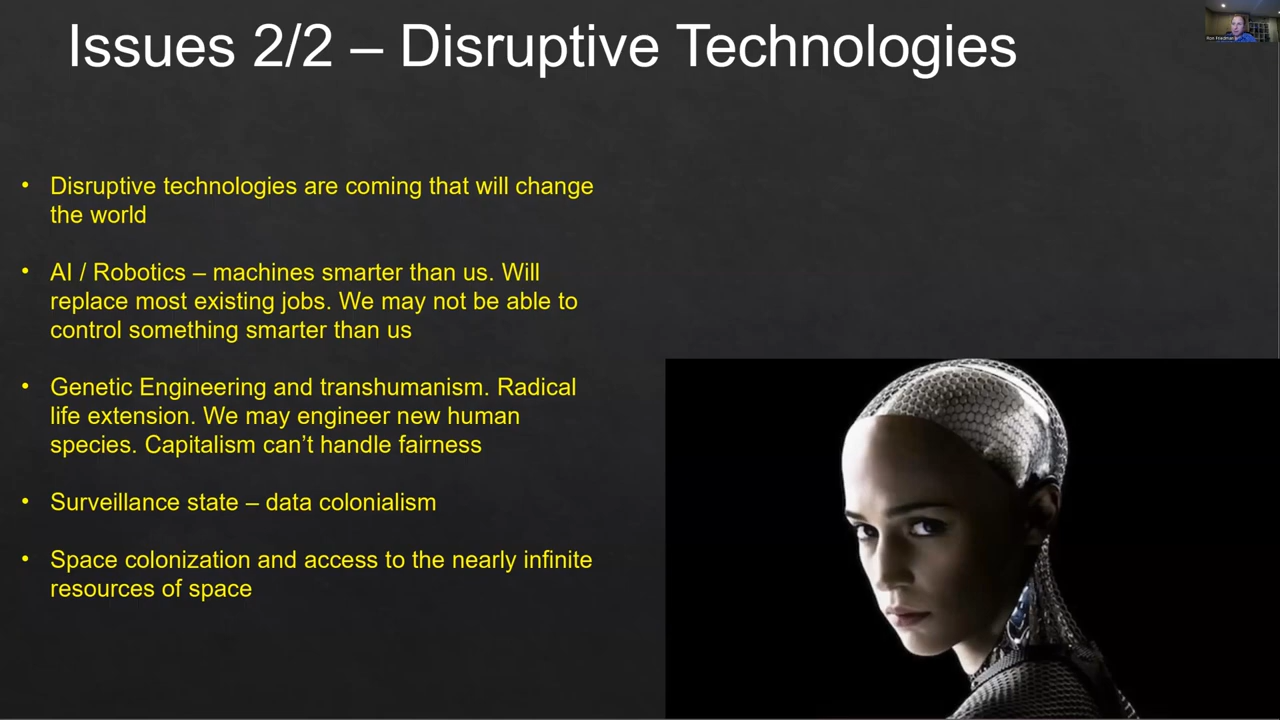 Issues 2/2 – Disruptive Technologies
Ron Friedman
• Disruptive technologies are coming that will change
the world
• AI / Robotics – machines smarter than us. Will
replace most existing jobs. We may not be able to
control something smarter than us
• Genetic Engineering and transhumanism. Radical
life extension. We may engineer new human
species. Capitalism can’t handle fairness
• Surveillance state – data colonialism
• Space colonization and access to the nearly infinite
resources of space